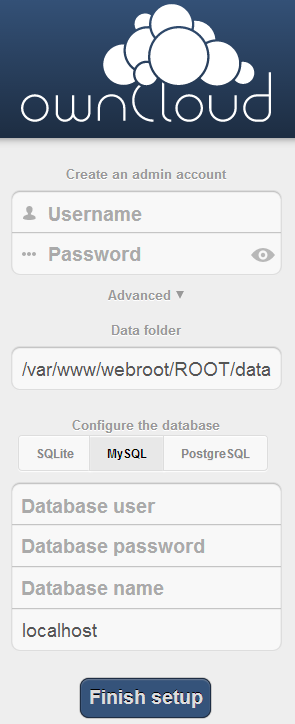 ownCloud
Create an admin account
Username
Password
Advanced ▼
Data folder
/var/www/webroot/ROOT/data
Configure the database
SQLite MySQL PostgreSQL
Database user
Database password
Database name
localhost
Finish setup